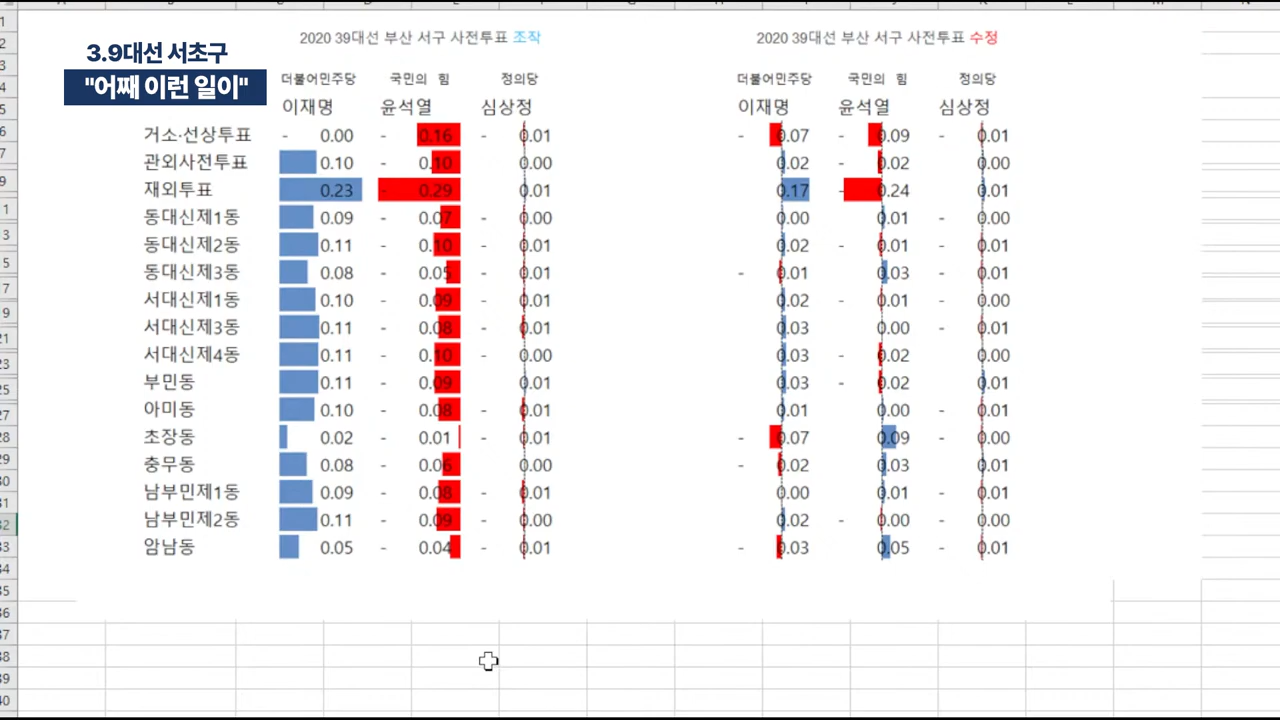 3.9대선 서초구
"어째 이런 일이"
2020 39대선 부산 서구 사전투표 조작
2020 39대선 부산 서구 사전투표 수정
더불어민주당 국민의 힘 정의당 더불어민주당 국민의 힘 정의당
이재명 윤석열 심상정 이재명 윤석열 심상정
거소·선상투표 - 0.00 - 0.16 - 0.01 - 0.07 - 0.09 - 0.01
관외사전투표 0.10 - 0.10 0.00 0.02 - 0.02 0.00
재외투표 0.23 - 0.29 0.01 0.17 - 0.24 0.01
동대신제1동 0.09 - 0.07 - 0.00 0.00 0.01 - 0.00
동대신제2동 0.11 - 0.10 - 0.01 0.02 - 0.01 - 0.01
동대신제3동 0.08 - 0.05 - 0.01 - 0.01 0.03 - 0.01
서대신제1동 0.10 - 0.09 - 0.01 0.02 - 0.01 - 0.00
서대신제3동 0.11 - 0.08 - 0.01 0.03 0.00 - 0.01
서대신제4동 0.11 - 0.10 - 0.00 0.03 - 0.02 0.00
부민동 0.11 - 0.09 0.01 0.03 - 0.02 0.01
아미동 0.10 - 0.08 - 0.01 0.01 0.00 - 0.01
초장동 0.02 - 0.01 - 0.01 - 0.07 0.09 - 0.00
충무동 0.08 - 0.06 0.00 - 0.02 0.03 0.01
남부민제1동 0.09 - 0.08 - 0.01 0.00 0.01 - 0.01
남부민제2동 0.11 - 0.09 - 0.00 0.02 - 0.00 - 0.00
암남동 0.05 - 0.04 - 0.01 - 0.03 0.05 - 0.01